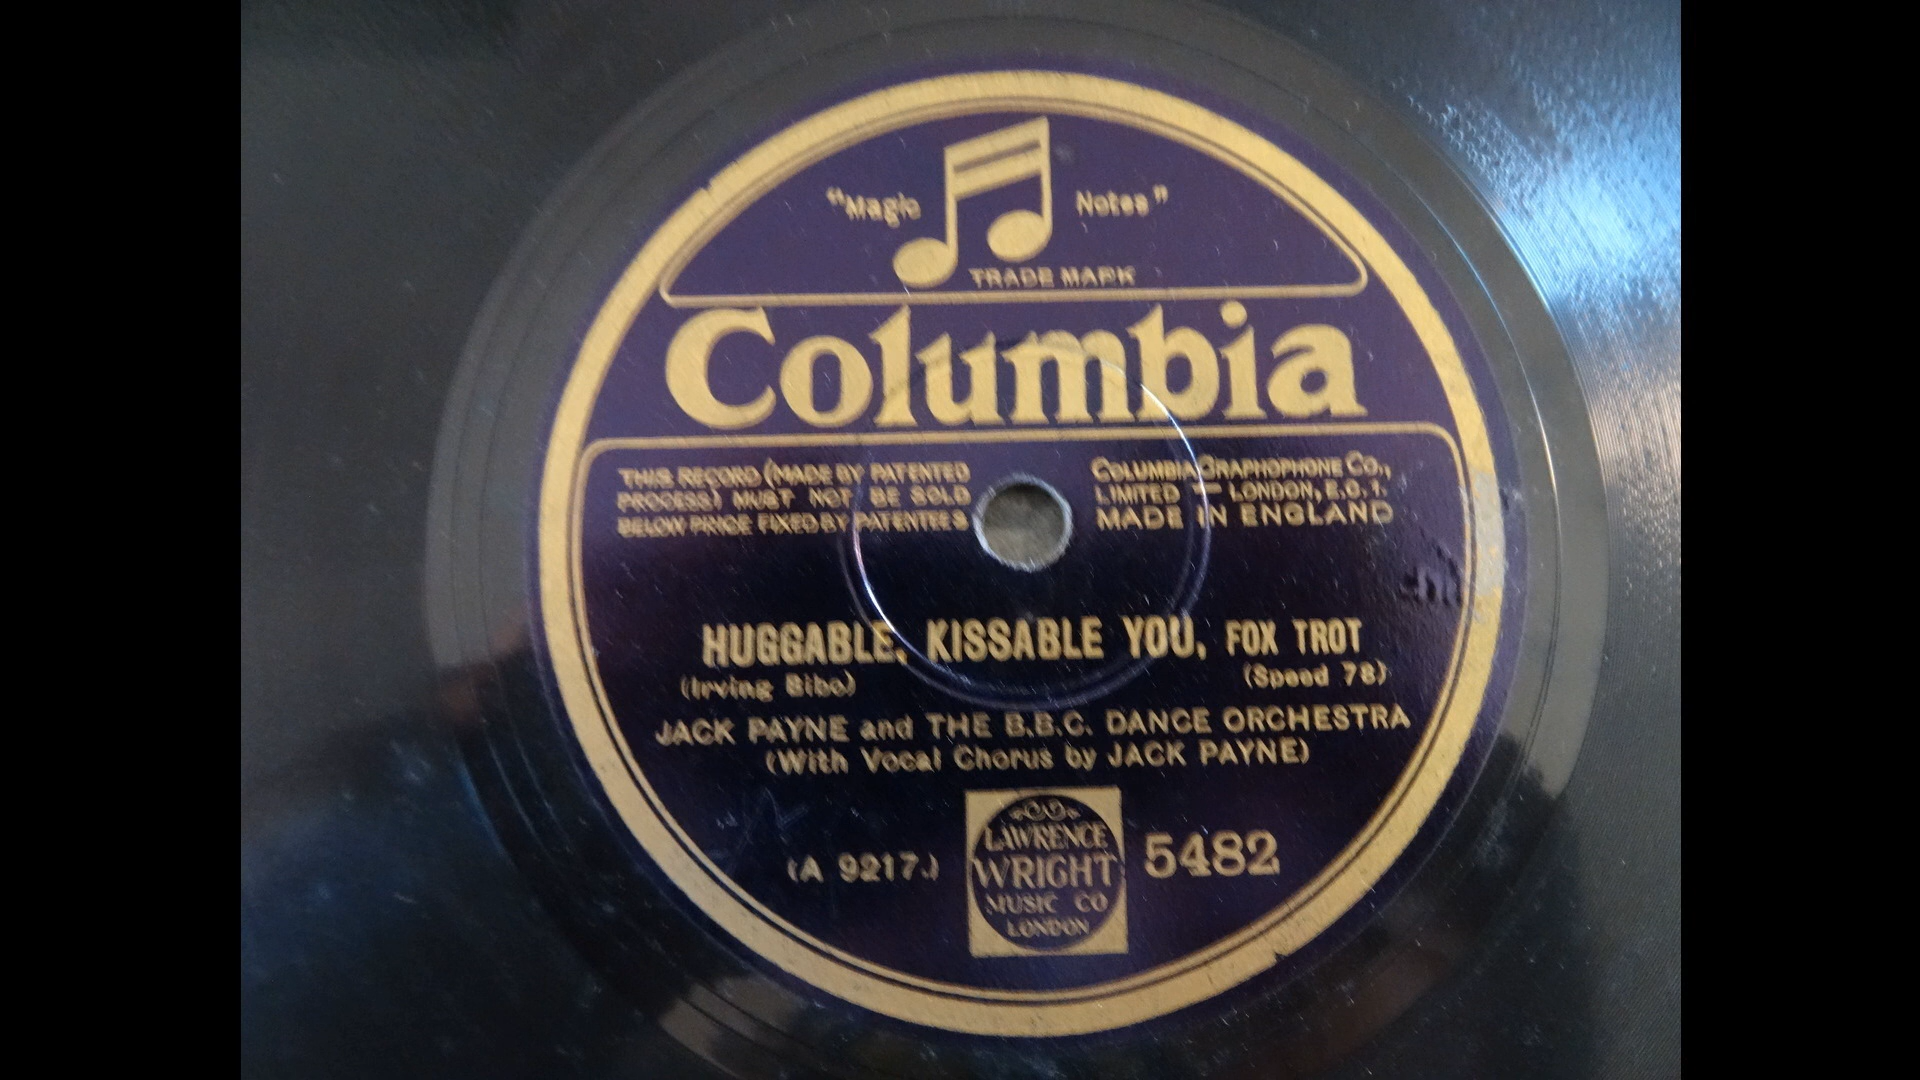 "Magic Notes"
TRADE MARK
Columbia
THIS RECORD (MADE BY PATENTED
PROCESS) MUST NOT BE SOLD
BELOW PRICE FIXED BY PATENTEES
COLUMBIA GRAPHOPHONE CO.,
LIMITED — LONDON, E.C.1.
MADE IN ENGLAND
HUGGABLE, KISSABLE YOU, FOX TROT
(Irving Bibo) (Speed 78)
JACK PAYNE and THE B.B.C. DANCE ORCHESTRA
(With Vocal Chorus by JACK PAYNE)
(A 9217.)
LAWRENCE
WRIGHT
MUSIC CO
LONDON
5482